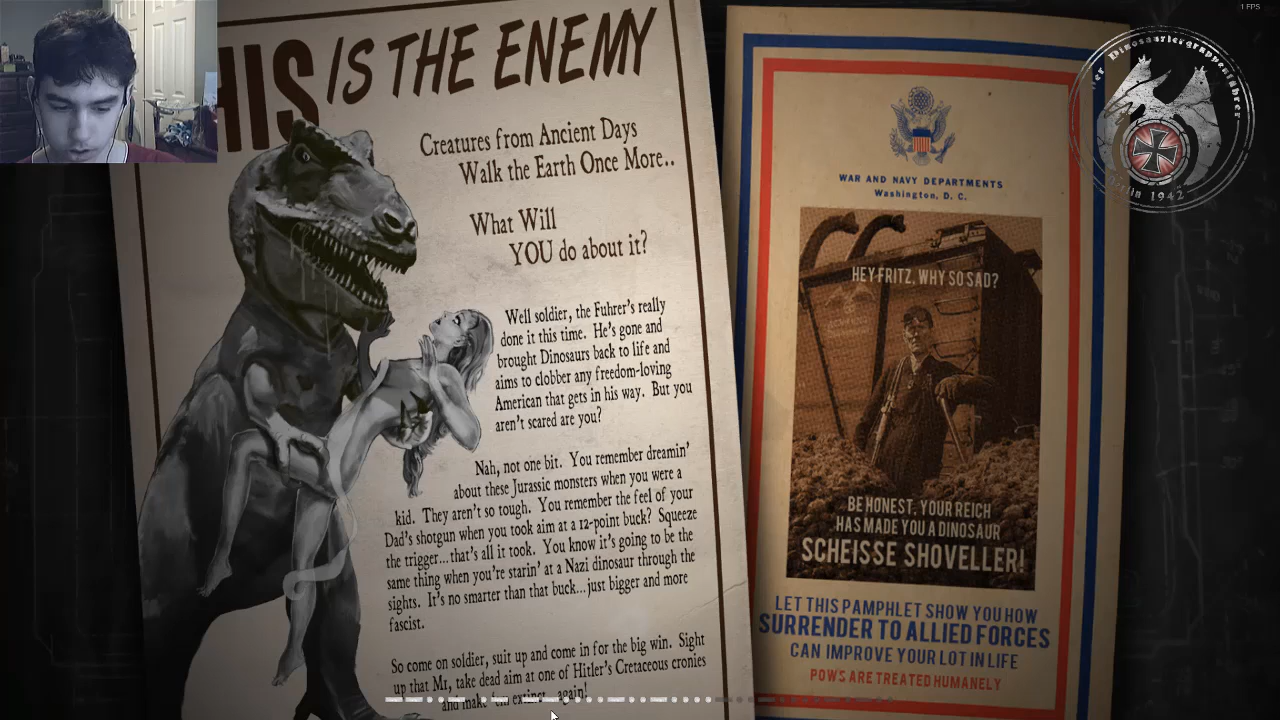 1 FPS
HIS IS THE ENEMY
Creatures from Ancient Days
Walk the Earth Once More..
What Will
YOU do about it?
Well soldier, the Fuhrer's really
done it this time. He's gone and
brought Dinosaurs back to life and
aims to clobber any freedom-loving
American that gets in his way. But you
aren't scared are you?
Nah, not one bit. You remember dreamin'
about these Jurassic monsters when you were a
kid. They aren't so tough. You remember the feel of your
Dad's shotgun when you took aim at a 12-point buck? Squeeze
the trigger...that's all it took. You know it's going to be the
same thing when you're starin' at a Nazi dinosaur through the
sights. It's no smarter than that buck...just bigger and more
fascist.
So come on soldier, suit up and come in for the big win. Sight
up that Mr, take dead aim at one of Hitler's Cretaceous cronies
and make 'em extinct...again!
WAR AND NAVY DEPARTMENTS
Washington, D. C.
HEY FRITZ, WHY SO SAD?
BE HONEST, YOUR REICH
HAS MADE YOU A DINOSAUR
SCHEISSE SHOVELLER!
LET THIS PAMPHLET SHOW YOU HOW
SURRENDER TO ALLIED FORCES
CAN IMPROVE YOUR LOT IN LIFE
POWS ARE TREATED HUMANELY
er Dinosauriergruppenführer
Berlin 1942